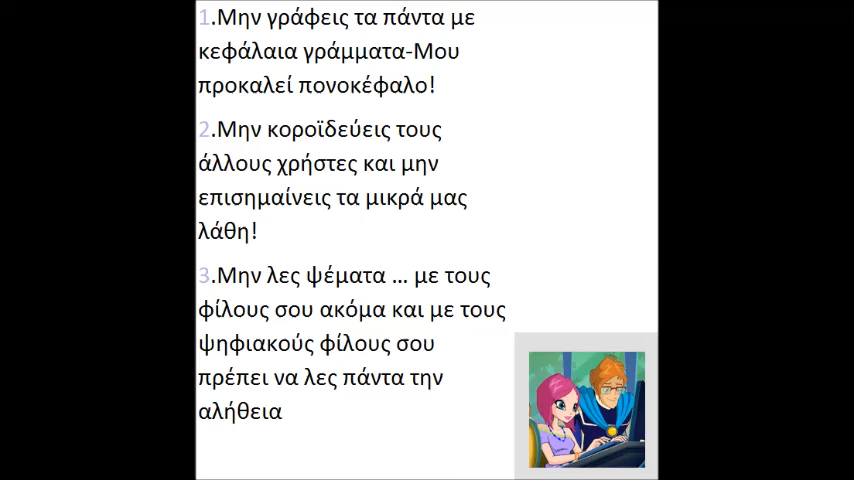 1.Μην γράφεις τα πάντα με
κεφάλαια γράμματα-Μου
προκαλεί πονοκέφαλο!
2.Μην κοροϊδεύεις τους
άλλους χρήστες και μην
επισημαίνεις τα μικρά μας
λάθη!
3.Μην λες ψέματα ... με τους
φίλους σου ακόμα και με τους
ψηφιακούς φίλους σου
πρέπει να λες πάντα την
αλήθεια